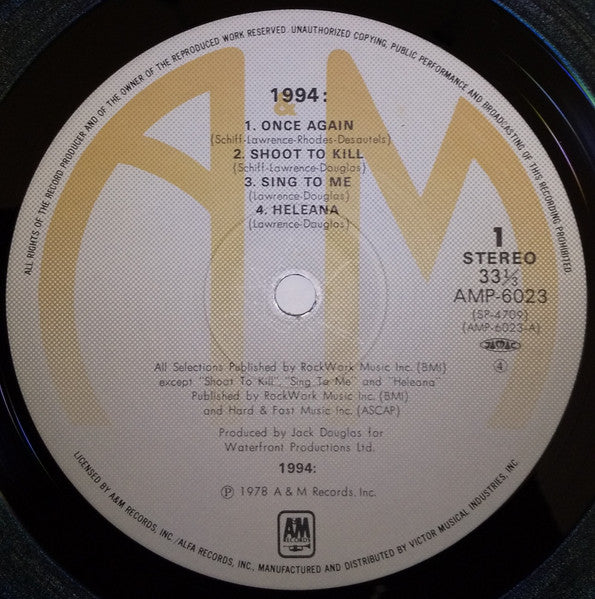 ALL RIGHTS OF THE RECORD PRODUCER AND OF THE OWNER OF THE REPRODUCED WORK RESERVED. UNAUTHORIZED COPYING, PUBLIC PERFORMANCE AND BROADCASTING OF THIS RECORDING PROHIBITED
A&M
1994:
1. ONCE AGAIN
(Schiff-Lawrence-Rhodes-Desautels)
2. SHOOT TO KILL
(Schiff-Lawrence-Douglas)
3. SING TO ME
(Lawrence-Douglas)
4. HELEANA
(Lawrence-Douglas)
1
STEREO
33⅓
AMP-6023
(SP-4709)
(AMP-6023-A)
JASRAC
④
All Selections Published by RockWork Music Inc. (BMI)
except "Shoot To Kill", "Sing To Me" and "Heleana"
Published by RockWork Music Inc. (BMI)
and Hard & Fast Music Inc. (ASCAP)
Produced by Jack Douglas for
Waterfront Productions Ltd.
1994:
℗ 1978 A & M Records, Inc.
A&M
RECORDS
LICENSED BY A&M RECORDS, INC./ALFA RECORDS, INC., MANUFACTURED AND DISTRIBUTED BY VICTOR MUSICAL INDUSTRIES, INC.